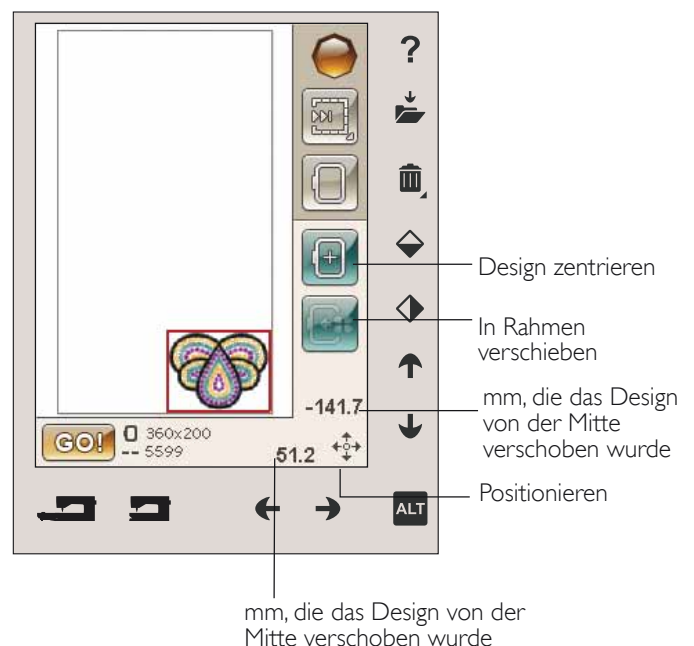 ?
Design zentrieren
In Rahmen
verschieben
-141.7
mm, die das Design
von der Mitte
verschoben wurde
GO!
360x200
-- 5599
51.2
Positionieren
ALT
mm, die das Design von der
Mitte verschoben wurde